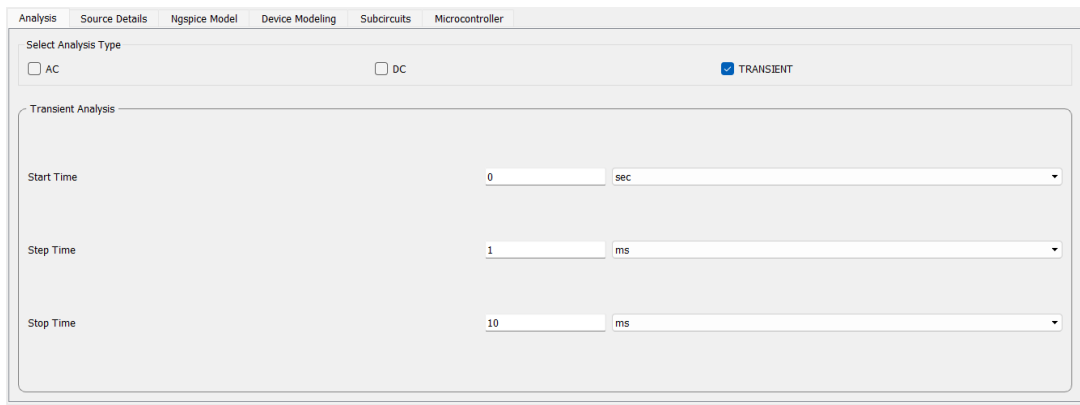 Analysis Source Details Ngspice Model Device Modeling Subcircuits Microcontroller
Select Analysis Type
AC DC TRANSIENT
Transient Analysis
Start Time 0 sec
Step Time 1 ms
Stop Time 10 ms